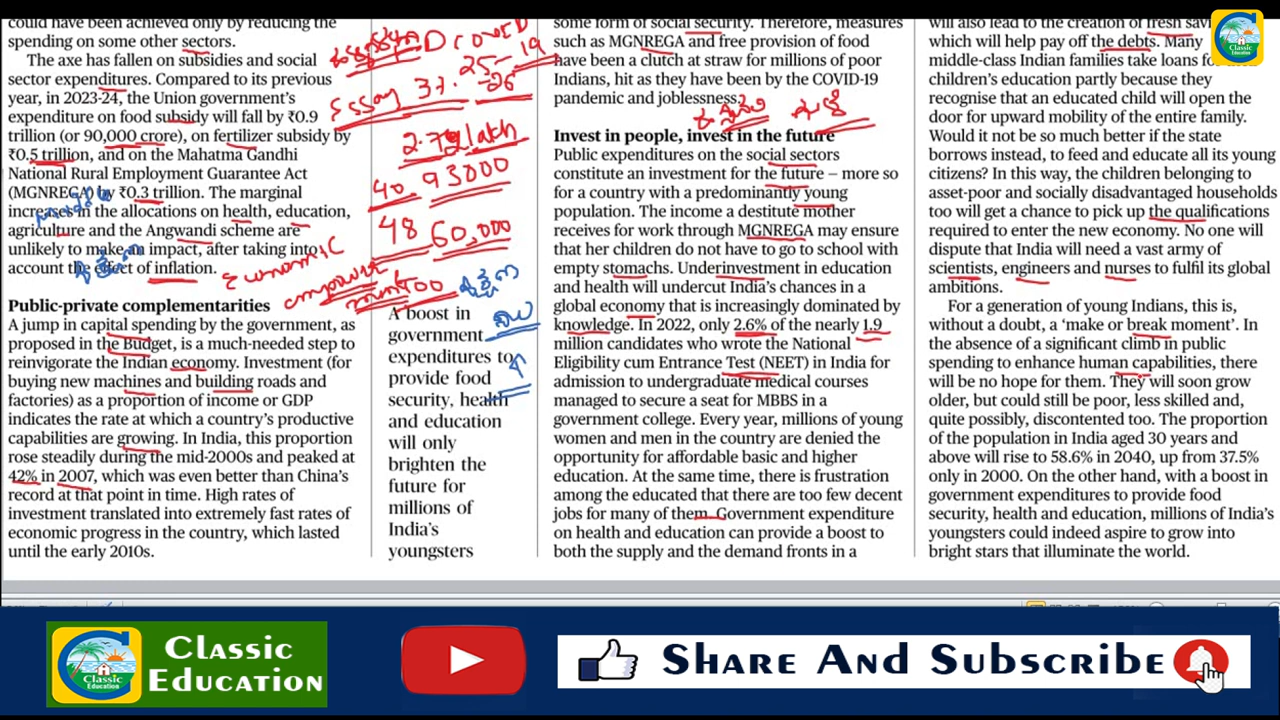 could have been achieved only by reducing the
spending on some other sectors.
The axe has fallen on subsidies and social
sector expenditures. Compared to its previous
year, in 2023-24, the Union government's
expenditure on food subsidy will fall by ₹0.9
trillion (or 90,000 crore), on fertilizer subsidy by
₹0.5 trillion, and on the Mahatma Gandhi
National Rural Employment Guarantee Act
(MGNREGA) by ₹0.3 trillion. The marginal
increases in the allocations on health, education,
agriculture and the Angwandi scheme are
unlikely to make an impact, after taking into
account the effect of inflation.
Public-private complementarities
A jump in capital spending by the government, as
proposed in the Budget, is a much-needed step to
reinvigorate the Indian economy. Investment (for
buying new machines and building roads and
factories) as a proportion of income or GDP
indicates the rate at which a country's productive
capabilities are growing. In India, this proportion
rose steadily during the mid-2000s and peaked at
42% in 2007, which was even better than China's
record at that point in time. High rates of
investment translated into extremely fast rates of
economic progress in the country, which lasted
until the early 2010s.
COVED
19
25-
26
Essay 37.
2.79 lakh
40 93000
48 60,000
Economic
empower
ment
A boost in
government
expenditures to
provide food
security, health
and education
will only
brighten the
future for
millions of
India's
youngsters
some form of social security. Therefore, measures
such as MGNREGA and free provision of food
have been a clutch at straw for millions of poor
Indians, hit as they have been by the COVID-19
pandemic and joblessness.
Invest in people, invest in the future
Public expenditures on the social sectors
constitute an investment for the future — more so
for a country with a predominantly young
population. The income a destitute mother
receives for work through MGNREGA may ensure
that her children do not have to go to school with
empty stomachs. Underinvestment in education
and health will undercut India's chances in a
global economy that is increasingly dominated by
knowledge. In 2022, only 2.6% of the nearly 1.9
million candidates who wrote the National
Eligibility cum Entrance Test (NEET) in India for
admission to undergraduate medical courses
managed to secure a seat for MBBS in a
government college. Every year, millions of young
women and men in the country are denied the
opportunity for affordable basic and higher
education. At the same time, there is frustration
among the educated that there are too few decent
jobs for many of them. Government expenditure
on health and education can provide a boost to
both the supply and the demand fronts in a
will also lead to the creation of fresh
which will help pay off the debts. Many
middle-class Indian families take loans for their
children's education partly because they
recognise that an educated child will open the
door for upward mobility of the entire family.
Would it not be so much better if the state
borrows instead, to feed and educate all its young
citizens? In this way, the children belonging to
asset-poor and socially disadvantaged households
too will get a chance to pick up the qualifications
required to enter the new economy. No one will
dispute that India will need a vast army of
scientists, engineers and nurses to fulfil its global
ambitions.
For a generation of young Indians, this is,
without a doubt, a 'make or break moment'. In
the absence of a significant climb in public
spending to enhance human capabilities, there
will be no hope for them. They will soon grow
older, but could still be poor, less skilled and,
quite possibly, discontented too. The proportion
of the population in India aged 30 years and
above will rise to 58.6% in 2040, up from 37.5%
only in 2000. On the other hand, with a boost in
government expenditures to provide food
security, health and education, millions of India's
youngsters could indeed aspire to grow into
bright stars that illuminate the world.
Classic
Education
Classic
Education
Classic
Education
Share And Subscribe